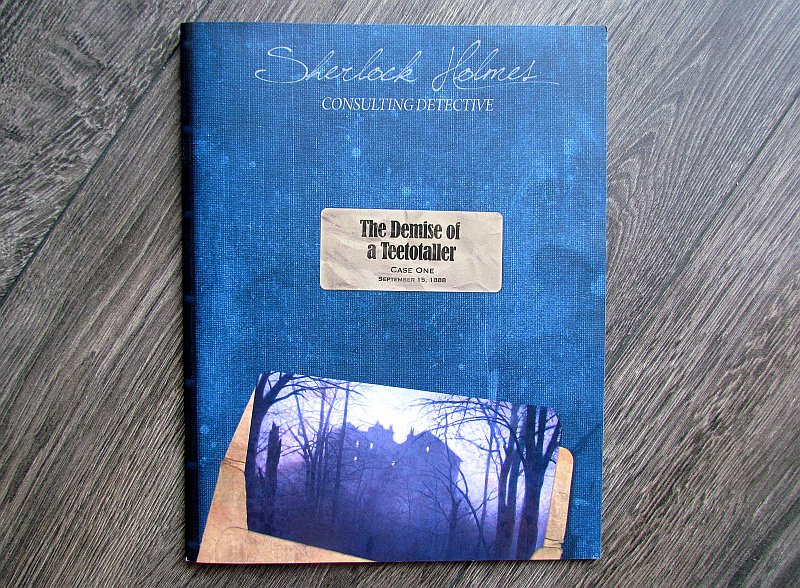 Sherlock Holmes
CONSULTING DETECTIVE
The Demise of
a Teetotaller
CASE ONE
SEPTEMBER 15, 1888